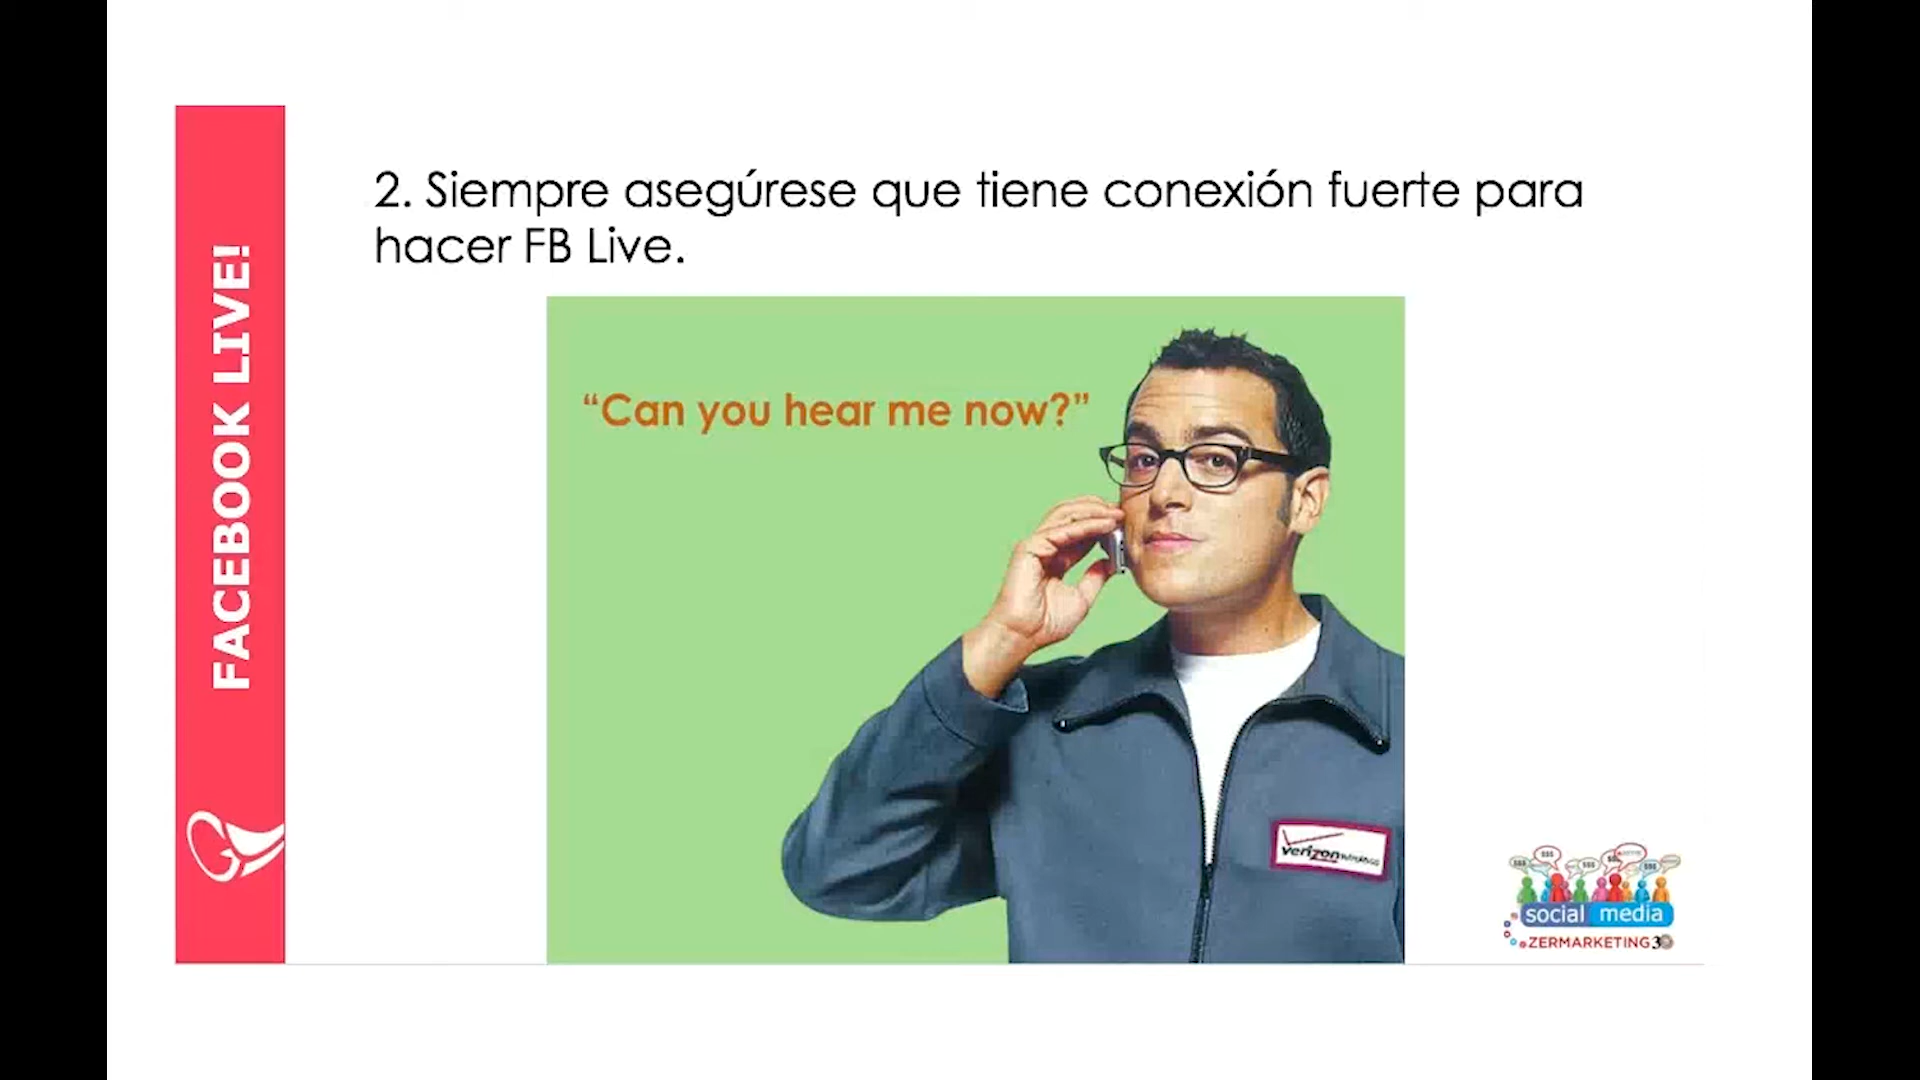 FACEBOOK LIVE!
2. Siempre asegúrese que tiene conexión fuerte para
hacer FB Live.
“Can you hear me now?”
verizon
$$$
$$$
social media
ZERMARKETING 3